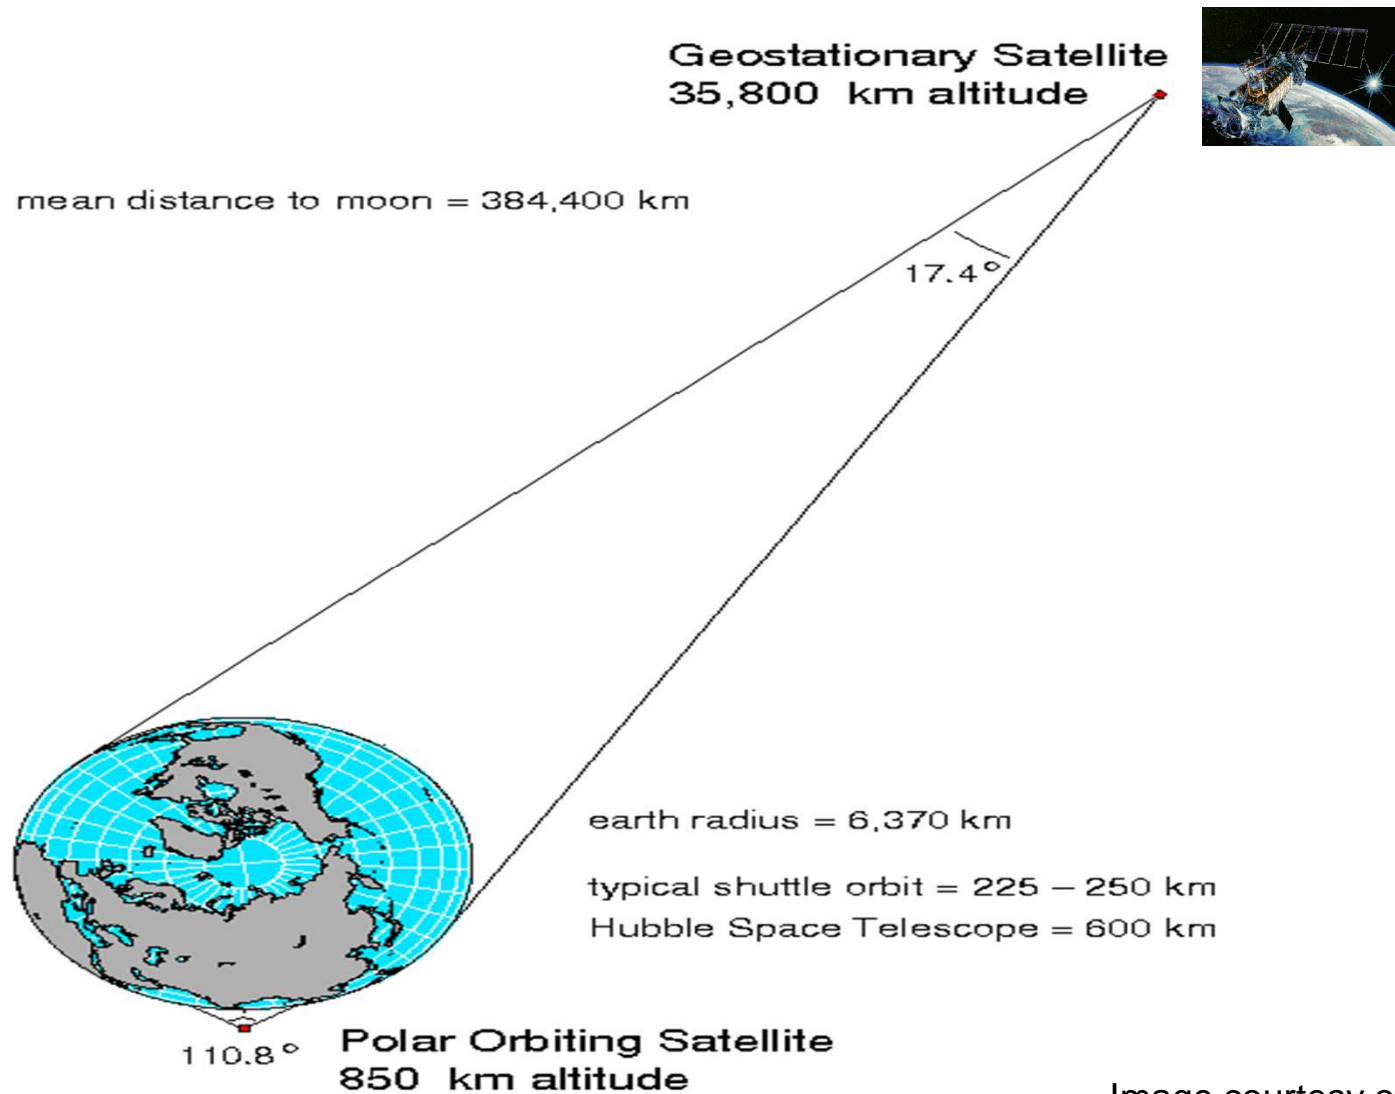 Geostationary Satellite
35,800 km altitude
mean distance to moon = 384,400 km
17.4°
earth radius = 6,370 km
typical shuttle orbit = 225 – 250 km
Hubble Space Telescope = 600 km
110.8°
Polar Orbiting Satellite
850 km altitude
Image courtesy